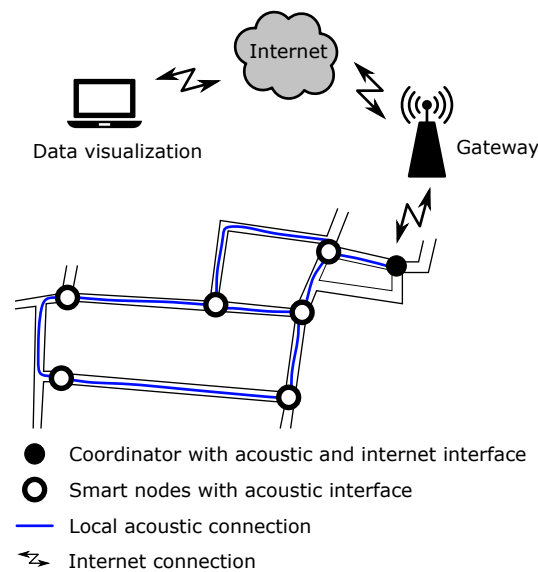 Internet
Data visualization
Gateway
Coordinator with acoustic and internet interface
Smart nodes with acoustic interface
Local acoustic connection
Internet connection